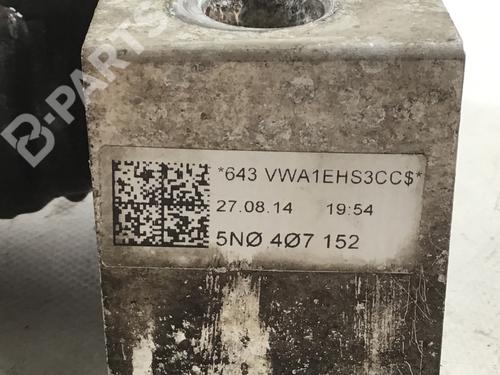 B-PARTS
*643 VWA1EHS3CC$*
27.08.14 19:54
5NØ 4Ø7 152